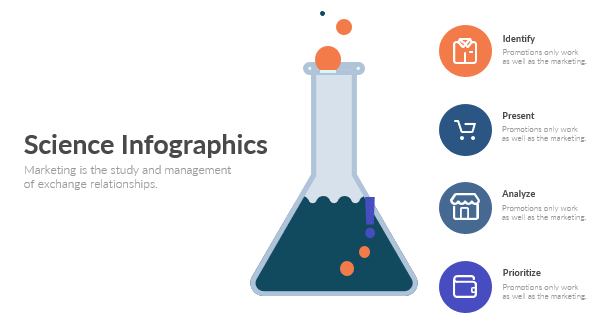 Science Infographics
Marketing is the study and management
of exchange relationships.
Identify
Promotions only work
as well as the marketing.
Present
Promotions only work
as well as the marketing.
Analyze
Promotions only work
as well as the marketing.
Prioritize
Promotions only work
as well as the marketing.